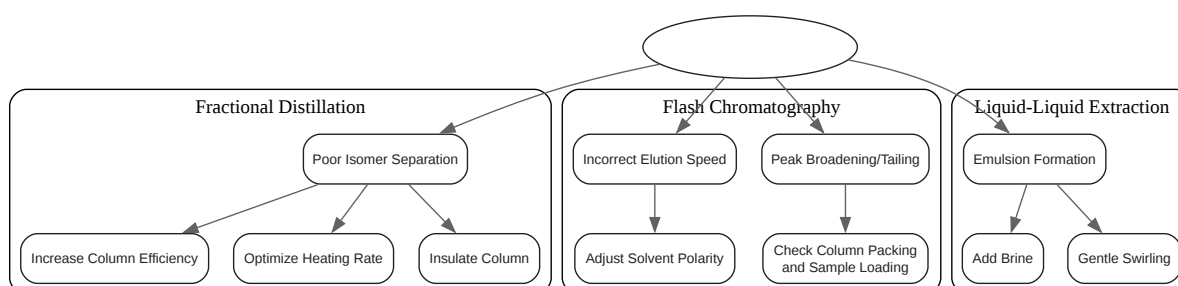 Fractional Distillation
Flash Chromatography
Liquid-Liquid Extraction
Poor Isomer Separation
Incorrect Elution Speed
Peak Broadening/Tailing
Emulsion Formation
Increase Column Efficiency
Optimize Heating Rate
Insulate Column
Adjust Solvent Polarity
Check Column Packing
and Sample Loading
Add Brine
Gentle Swirling